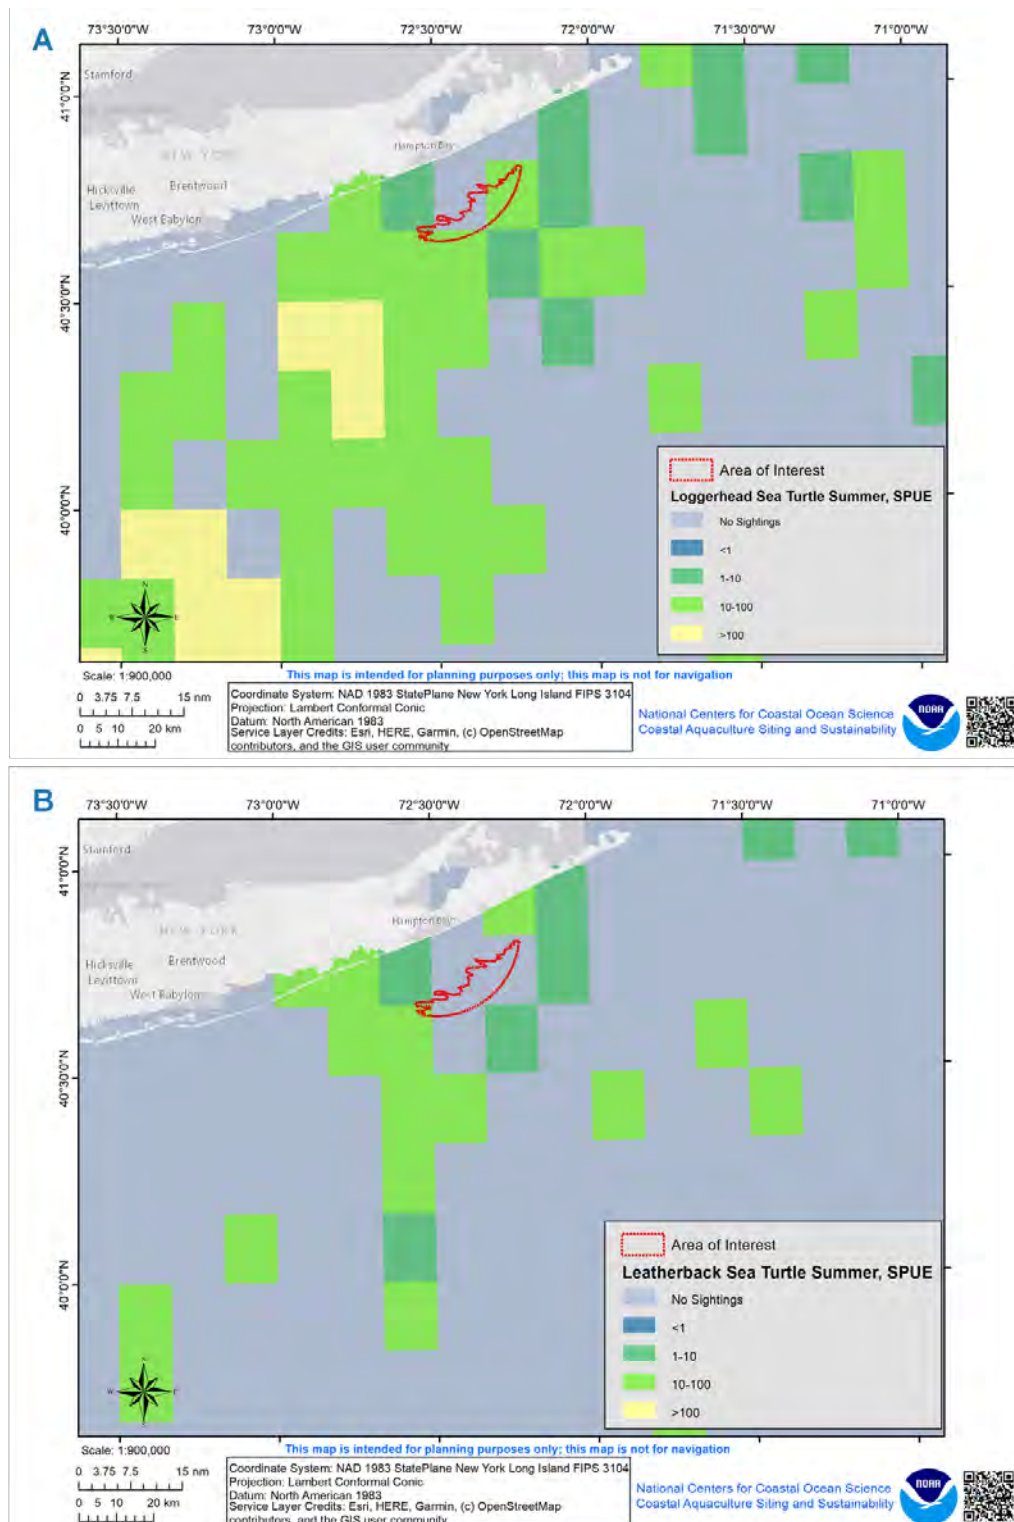 A
73°30'0"W 73°0'0"W 72°30'0"W 72°0'0"W 71°30'0"W 71°0'0"W
41°0'0"N
40°30'0"N
40°0'0"N
Stamford
NEW YORK
Hampton Bay
Hicksville
Brentwood
Levittown
West Babylon
Area of Interest
Loggerhead Sea Turtle Summer, SPUE
No Sightings
<1
1-10
10-100
>100
N
E
Scale: 1:900,000
This map is intended for planning purposes only; this map is not for navigation
0 3.75 7.5 15 nm
0 5 10 20 km
Coordinate System: NAD 1983 StatePlane New York Long Island FIPS 3104
Projection: Lambert Conformal Conic
Datum: North American 1983
Service Layer Credits: Esri, HERE, Garmin, (c) OpenStreetMap
contributors, and the GIS user community
National Centers for Coastal Ocean Science
Coastal Aquaculture Siting and Sustainability
NOAA
B
73°30'0"W 73°0'0"W 72°30'0"W 72°0'0"W 71°30'0"W 71°0'0"W
41°0'0"N
40°30'0"N
40°0'0"N
Stamford
NEW YORK
Hampton Bay
Hicksville
Brentwood
Levittown
West Babylon
Area of Interest
Leatherback Sea Turtle Summer, SPUE
No Sightings
<1
1-10
10-100
>100
N
W
Scale: 1:900,000
This map is intended for planning purposes only; this map is not for navigation
0 3.75 7.5 15 nm
0 5 10 20 km
Coordinate System: NAD 1983 StatePlane New York Long Island FIPS 3104
Projection: Lambert Conformal Conic
Datum: North American 1983
Service Layer Credits: Esri, HERE, Garmin, (c) OpenStreetMap
contributors, and the GIS user community
National Centers for Coastal Ocean Science
Coastal Aquaculture Siting and Sustainability
NOAA